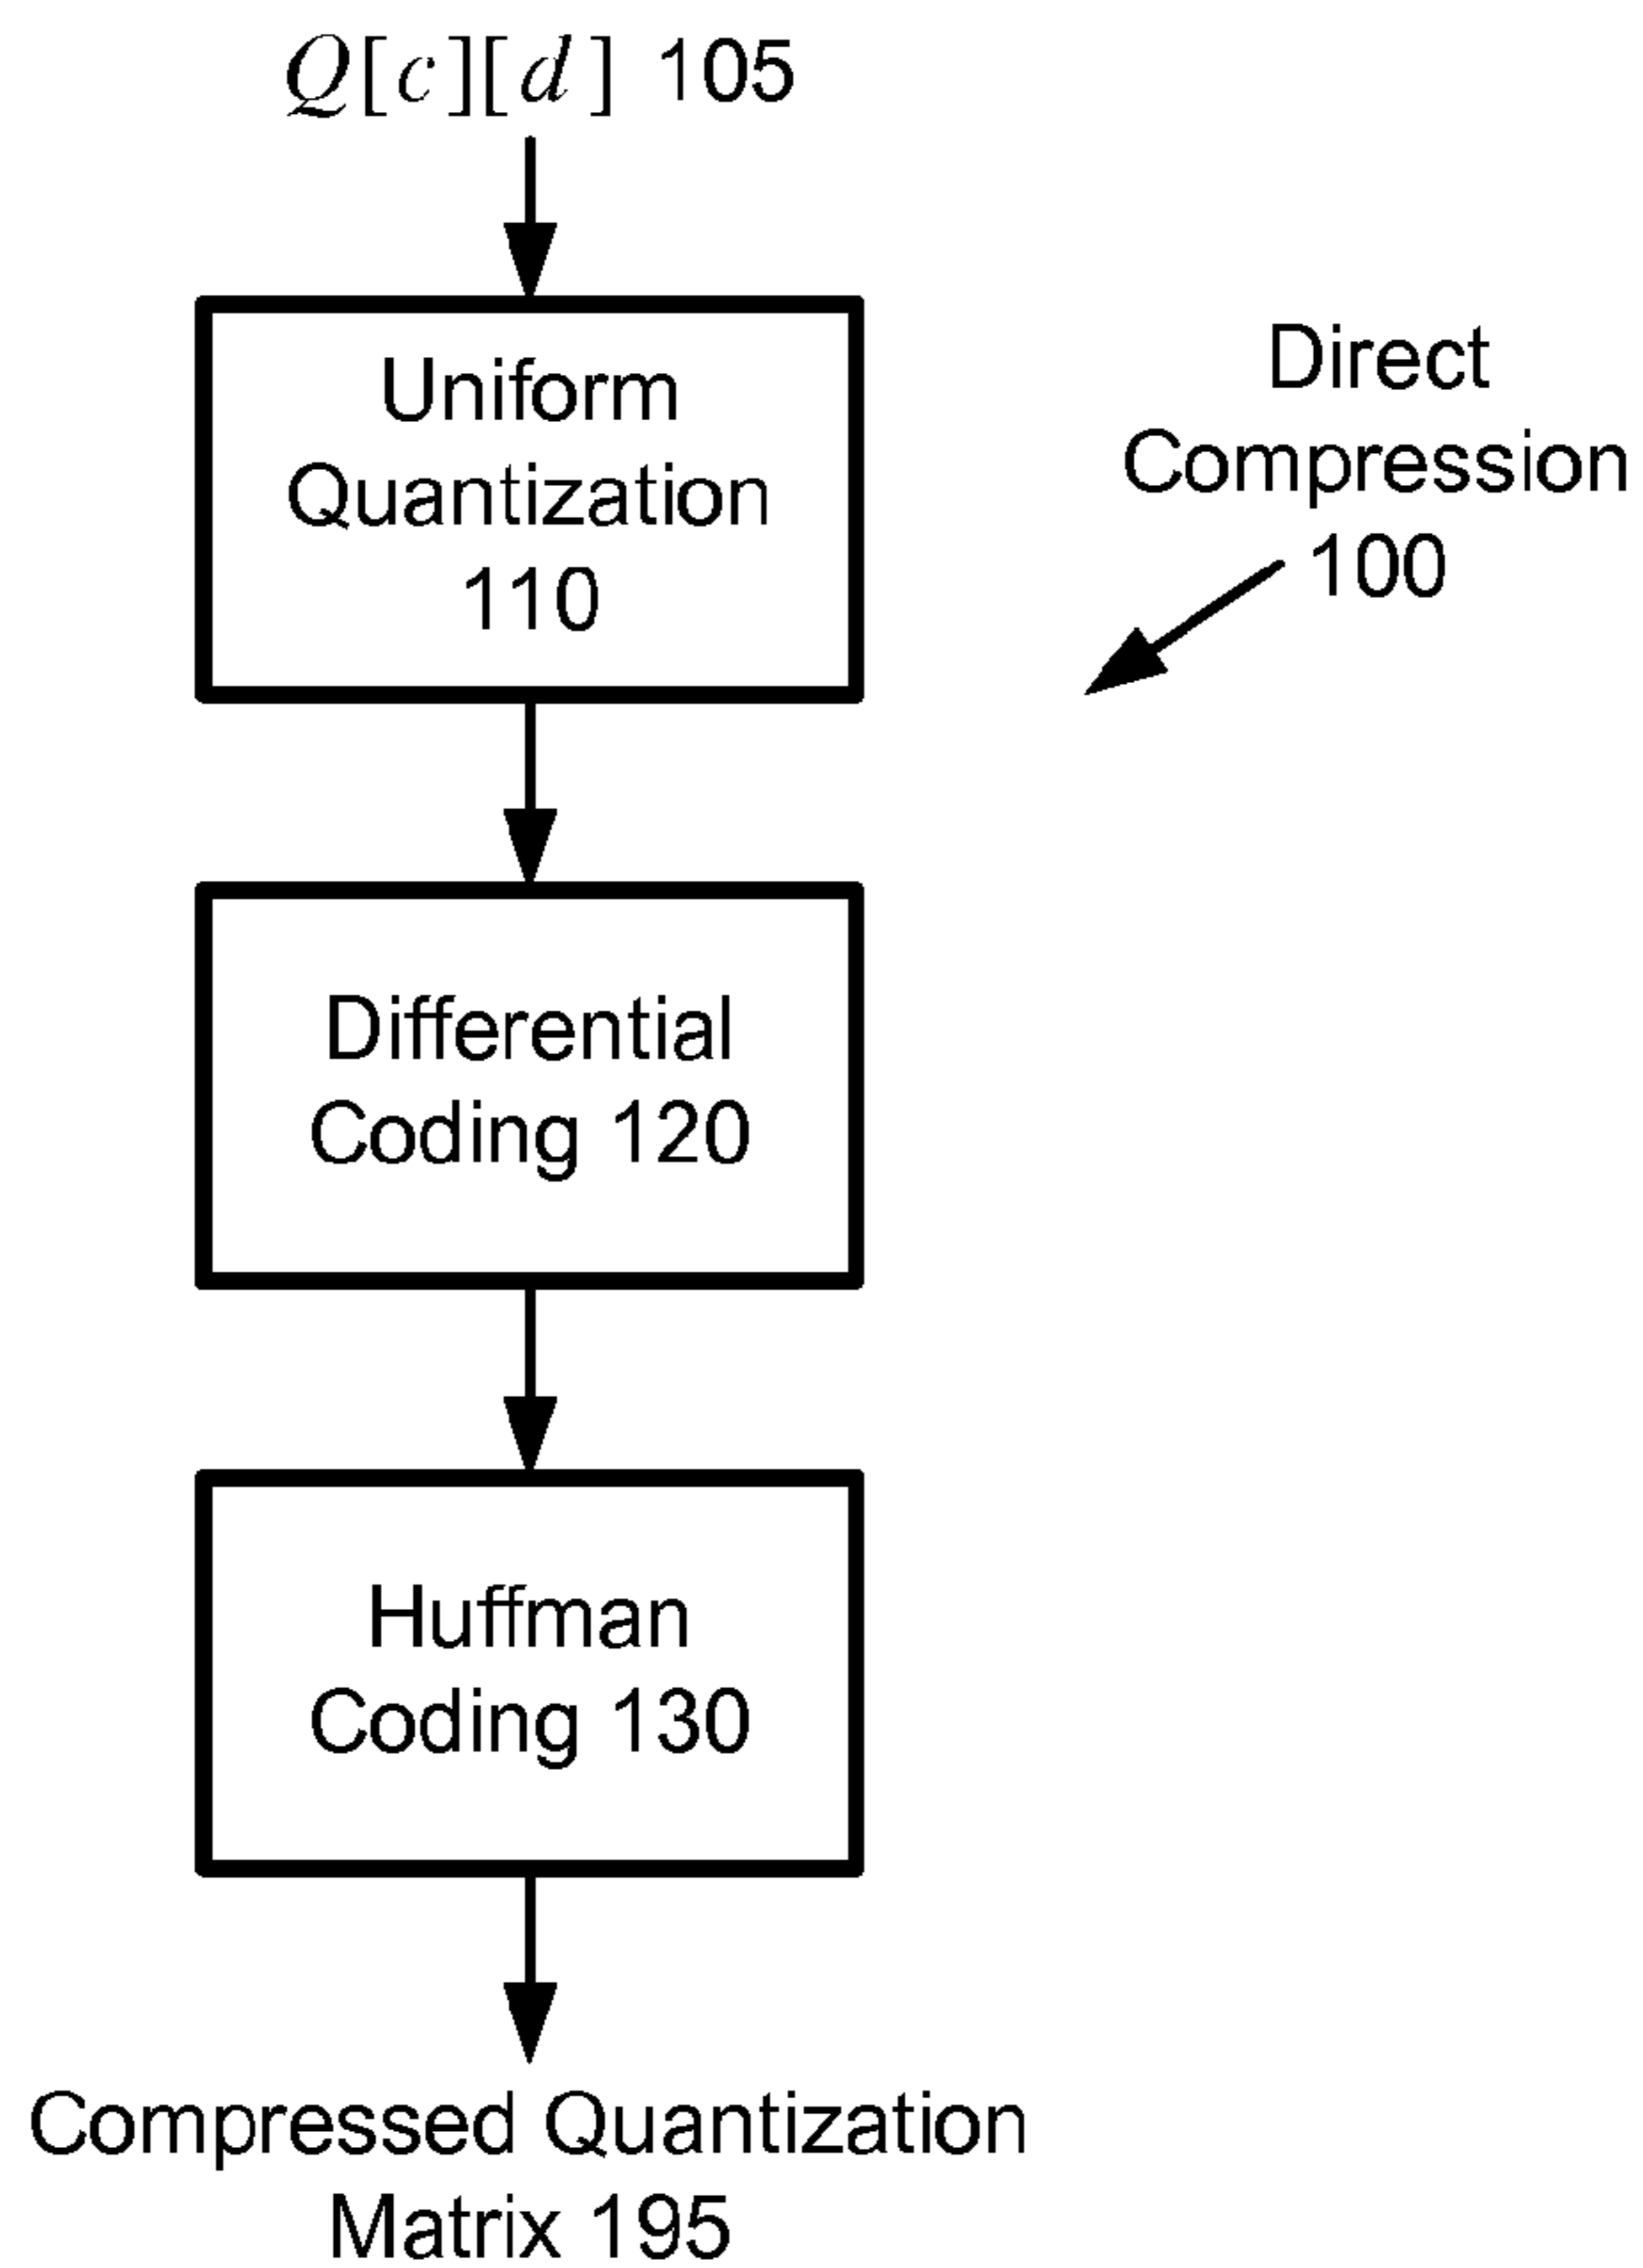 Q[c][d] 105
Uniform
Quantization
110
Direct
Compression
100
Differential
Coding 120
Huffman
Coding 130
Compressed Quantization
Matrix 195